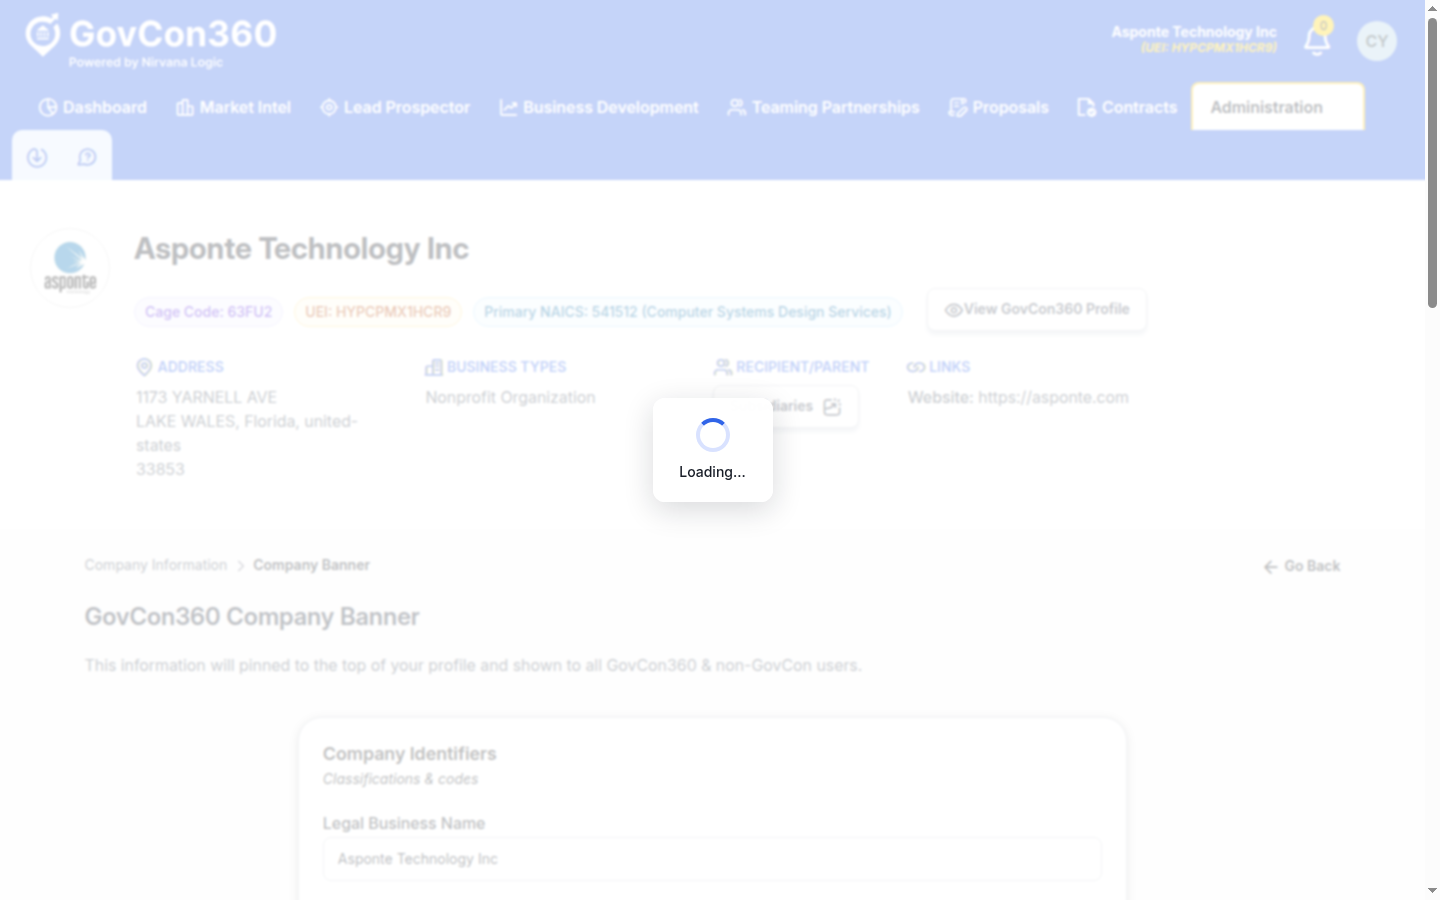 GovCon360
Powered by Nirvana Logic
Asponte Technology Inc
(UEI: HYPCPMX1HCR9)
0
CY
Dashboard
Market Intel
Lead Prospector
Business Development
Teaming Partnerships
Proposals
Contracts
Administration
asponte
Asponte Technology Inc
Cage Code: 63FU2
UEI: HYPCPMX1HCR9
Primary NAICS: 541512 (Computer Systems Design Services)
View GovCon360 Profile
ADDRESS
1173 YARNELL AVE
LAKE WALES, Florida, united-
states
33853
BUSINESS TYPES
Nonprofit Organization
RECIPIENT/PARENT
LINKS
Website: https://asponte.com
Loading...
Company Information
Company Banner
Go Back
GovCon360 Company Banner
This information will pinned to the top of your profile and shown to all GovCon360 & non-GovCon users.
Company Identifiers
Classifications & codes
Legal Business Name
Asponte Technology Inc